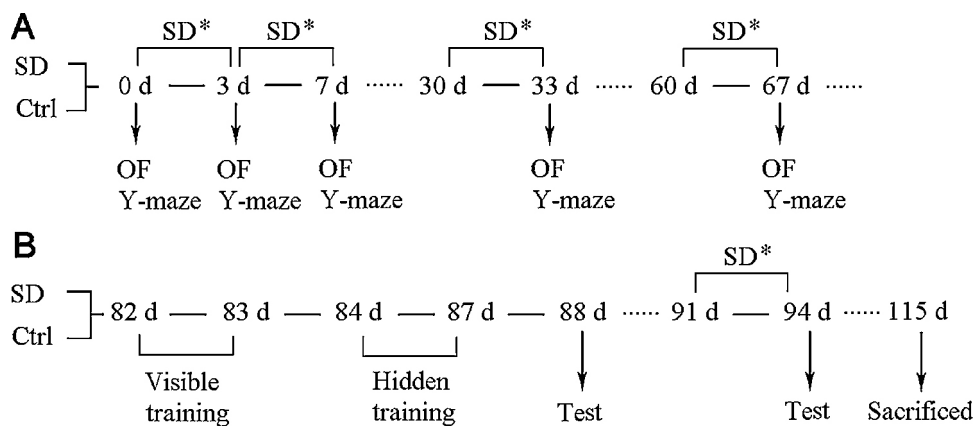 A
SD* SD* SD* SD*
SD
Ctrl
0 d — 3 d — 7 d ······ 30 d — 33 d ······ 60 d — 67 d ······
OF OF OF OF OF
Y-maze Y-maze Y-maze Y-maze Y-maze
B
SD*
SD
Ctrl
82 d — 83 d — 84 d — 87 d — 88 d ······ 91 d — 94 d ······ 115 d
Visible Hidden
training training Test Test Sacrificed